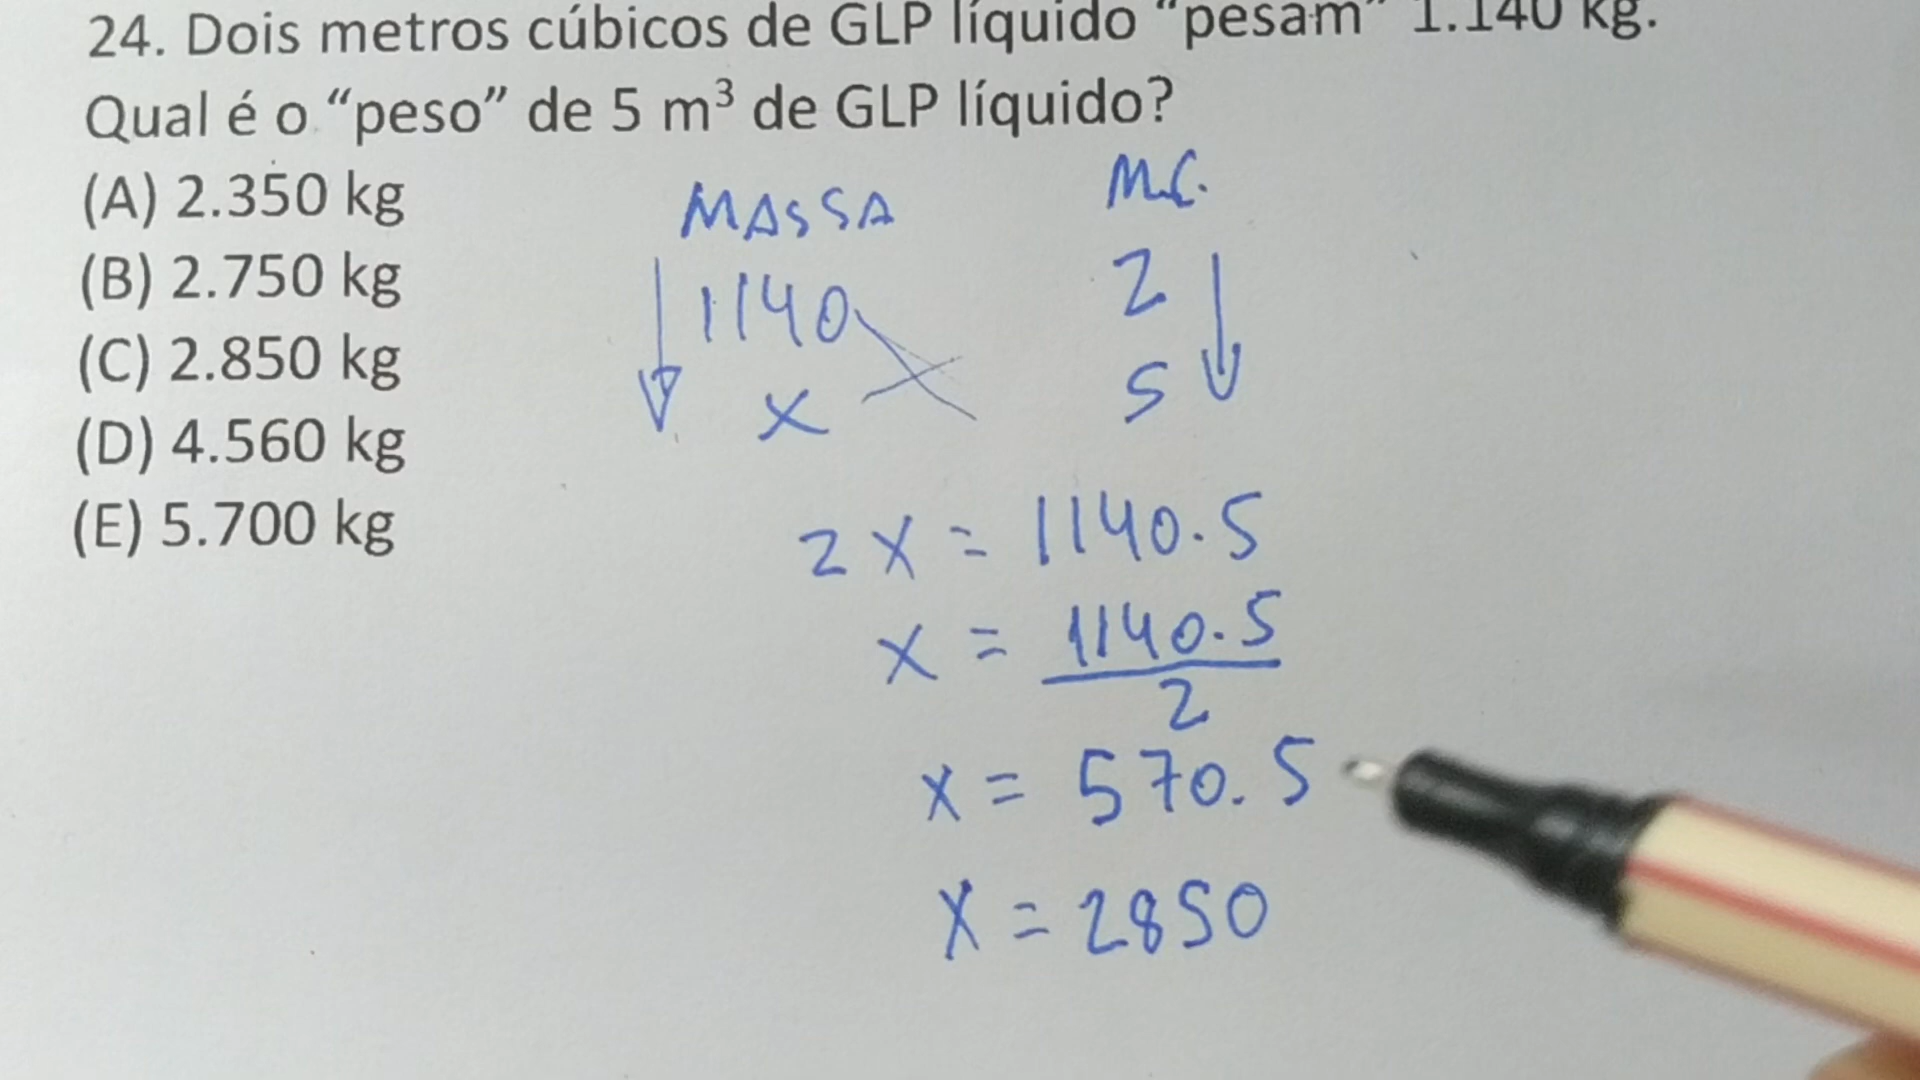 24. Dois metros cúbicos de GLP líquido “pesam” 1.140 kg.
Qual é o “peso” de 5 m³ de GLP líquido?
(A) 2.350 kg
(B) 2.750 kg
(C) 2.850 kg
(D) 4.560 kg
(E) 5.700 kg
MASSA M.C.
1140 2
x 5
2x = 1140.5
x = 1140.5
2
x = 570.5
x = 2850